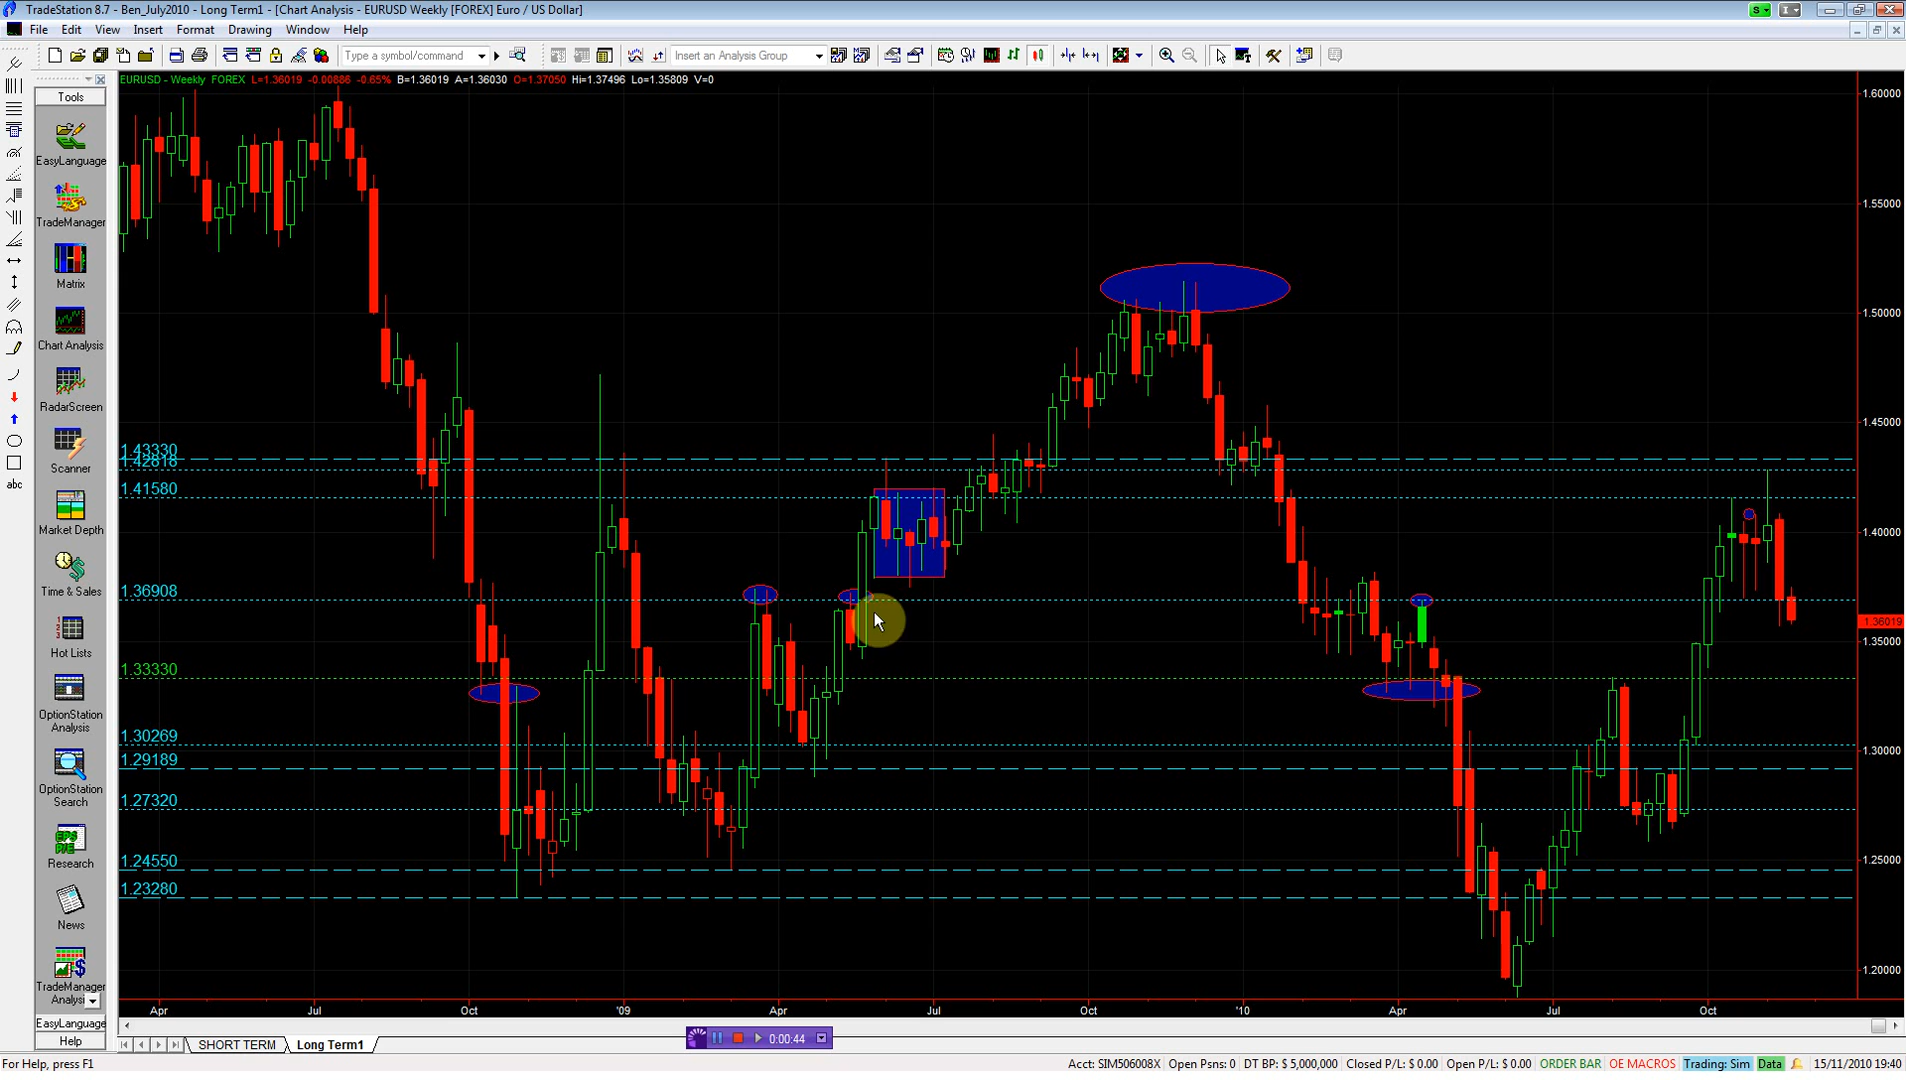 TradeStation 8.7 - Ben_July2010 - Long Term1 - [Chart Analysis - EURUSD Weekly [FOREX] Euro / US Dollar]
S
I
File Edit View Insert Format Drawing Window Help
Type a symbol/command
Insert an Analysis Group
Tools
EURUSD - Weekly FOREX L=1.36019 -0.00886 -0.65% B=1.36019 A=1.36030 O=1.37050 Hi=1.37496 Lo=1.35809 V=0
EasyLanguage
TradeManager
Matrix
Chart Analysis
RadarScreen
Scanner
Market Depth
Time & Sales
Hot Lists
OptionStation
Analysis
OptionStation
Search
EPS
P/E
Research
News
TradeManager
Analysi
EasyLanguage
Help
abc
1.60000
1.55000
1.50000
1.45000
1.40000
1.36019
1.35000
1.30000
1.25000
1.20000
1.43330
1.42818
1.41580
1.36908
1.33330
1.30269
1.29189
1.27320
1.24550
1.23280
Apr Jul Oct '09 Apr Jul Oct '10 Apr Jul Oct
0:00:44
SHORT TERM Long Term1
For Help, press F1
Acct: SIM506008X Open Psns: 0 DT BP: $ 5,000,000 Closed P/L: $ 0.00 Open P/L: $ 0.00 ORDER BAR OE MACROS Trading: Sim Data 15/11/2010 19:40